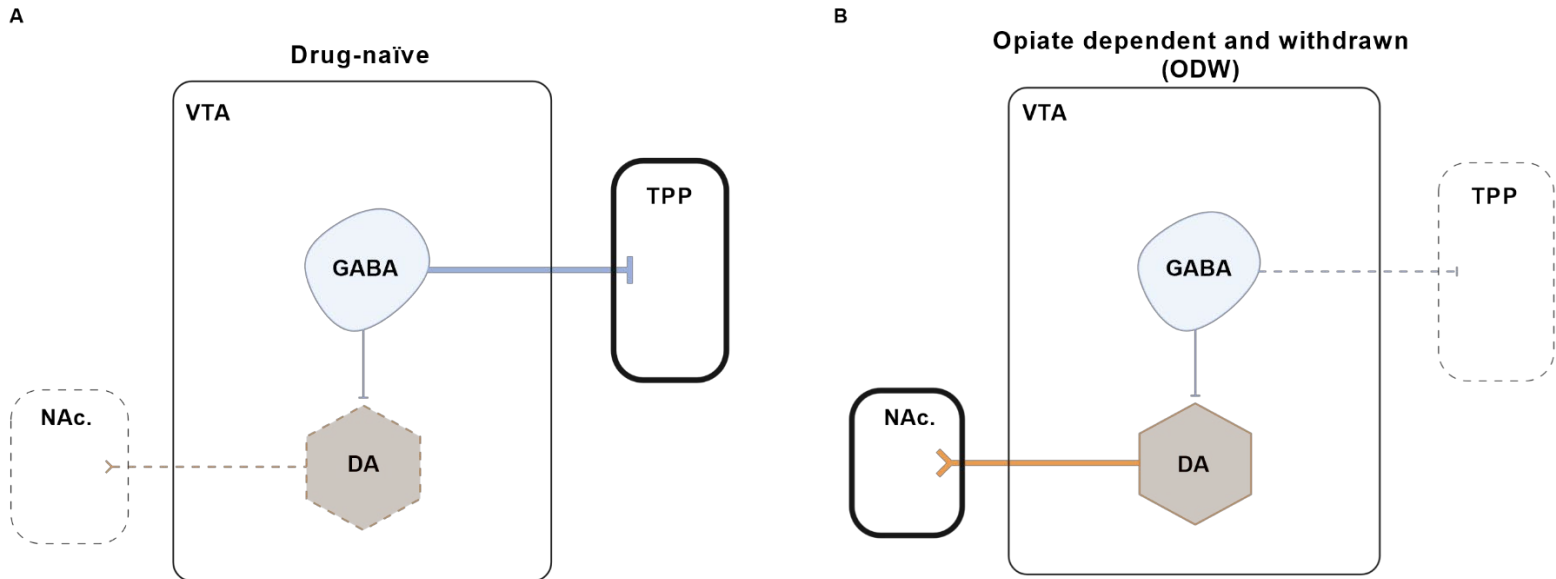 A
Drug-naïve
VTA
TPP
GABA
NAc.
DA
B
Opiate dependent and withdrawn
(ODW)
VTA
TPP
GABA
NAc.
DA